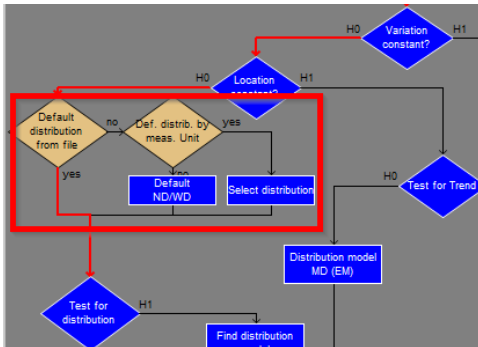 Variation
constant?
H0
H1
Location
constant?
H0
H1
Default
distribution
from file
no
Def. distrib. by
meas. Unit
yes
yes
no
Default
ND/WD
Select distribution
H0
Test for Trend
Distribution model
MD (EM)
Test for
distribution
H1
Find distribution